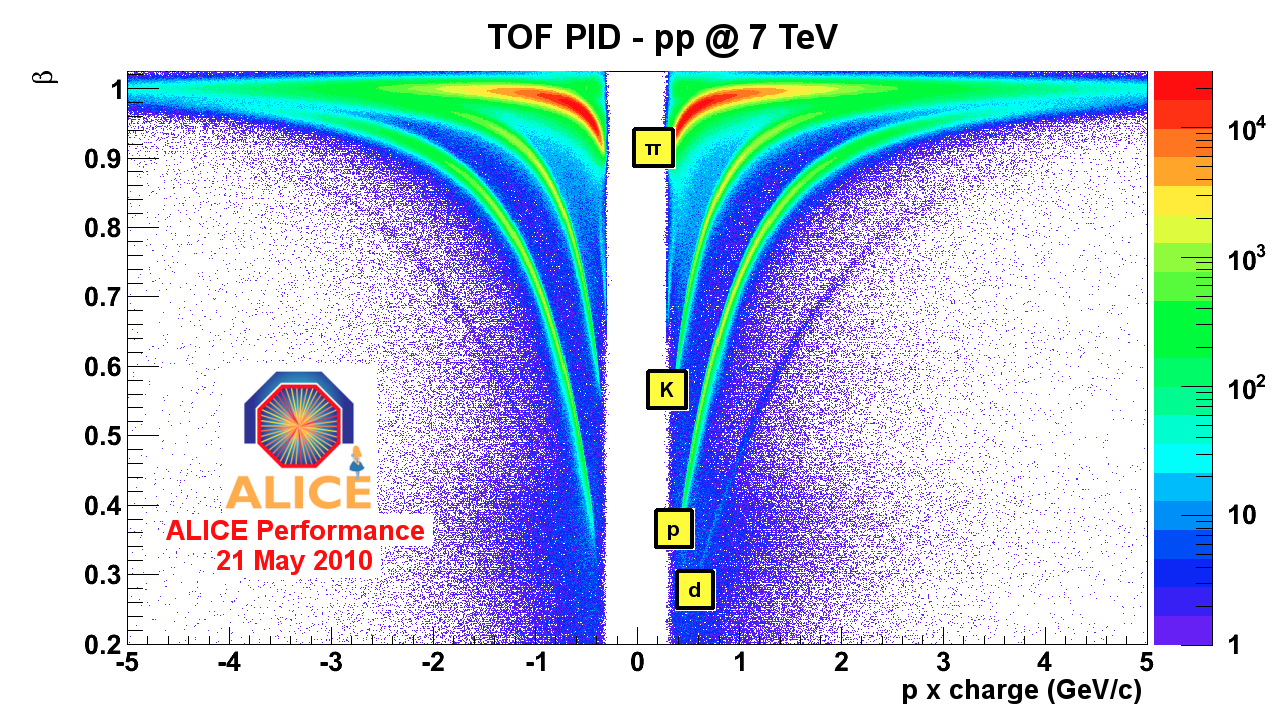 TOF PID - pp @ 7 TeV
β
1
0.9
0.8
0.7
0.6
0.5
0.4
0.3
0.2
π
K
p
d
ALICE
ALICE Performance
21 May 2010
10⁴
10³
10²
10
1
-5 -4 -3 -2 -1 0 1 2 3 4 5
p x charge (GeV/c)